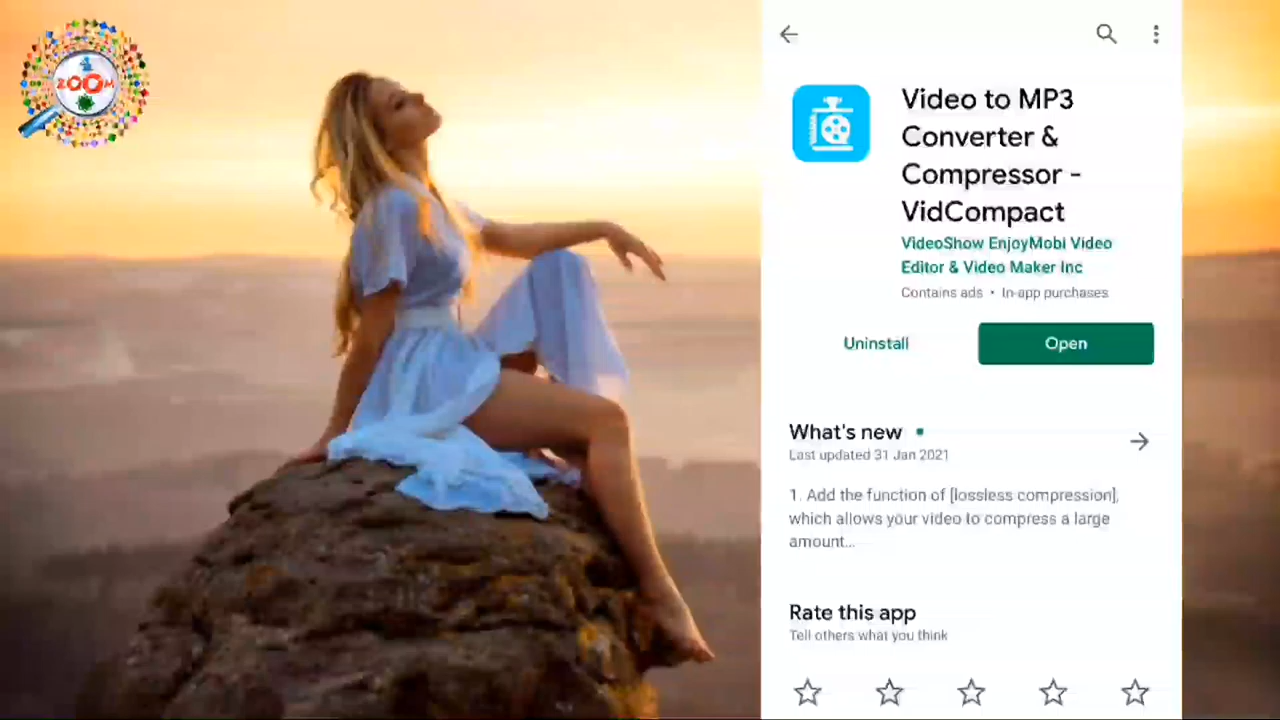 ZOOM
Video to MP3
Converter &
Compressor -
VidCompact
VideoShow EnjoyMobi Video
Editor & Video Maker Inc
Contains ads • In-app purchases
Uninstall
Open
What's new
Last updated 31 Jan 2021
1. Add the function of [lossless compression],
which allows your video to compress a large
amount...
Rate this app
Tell others what you think